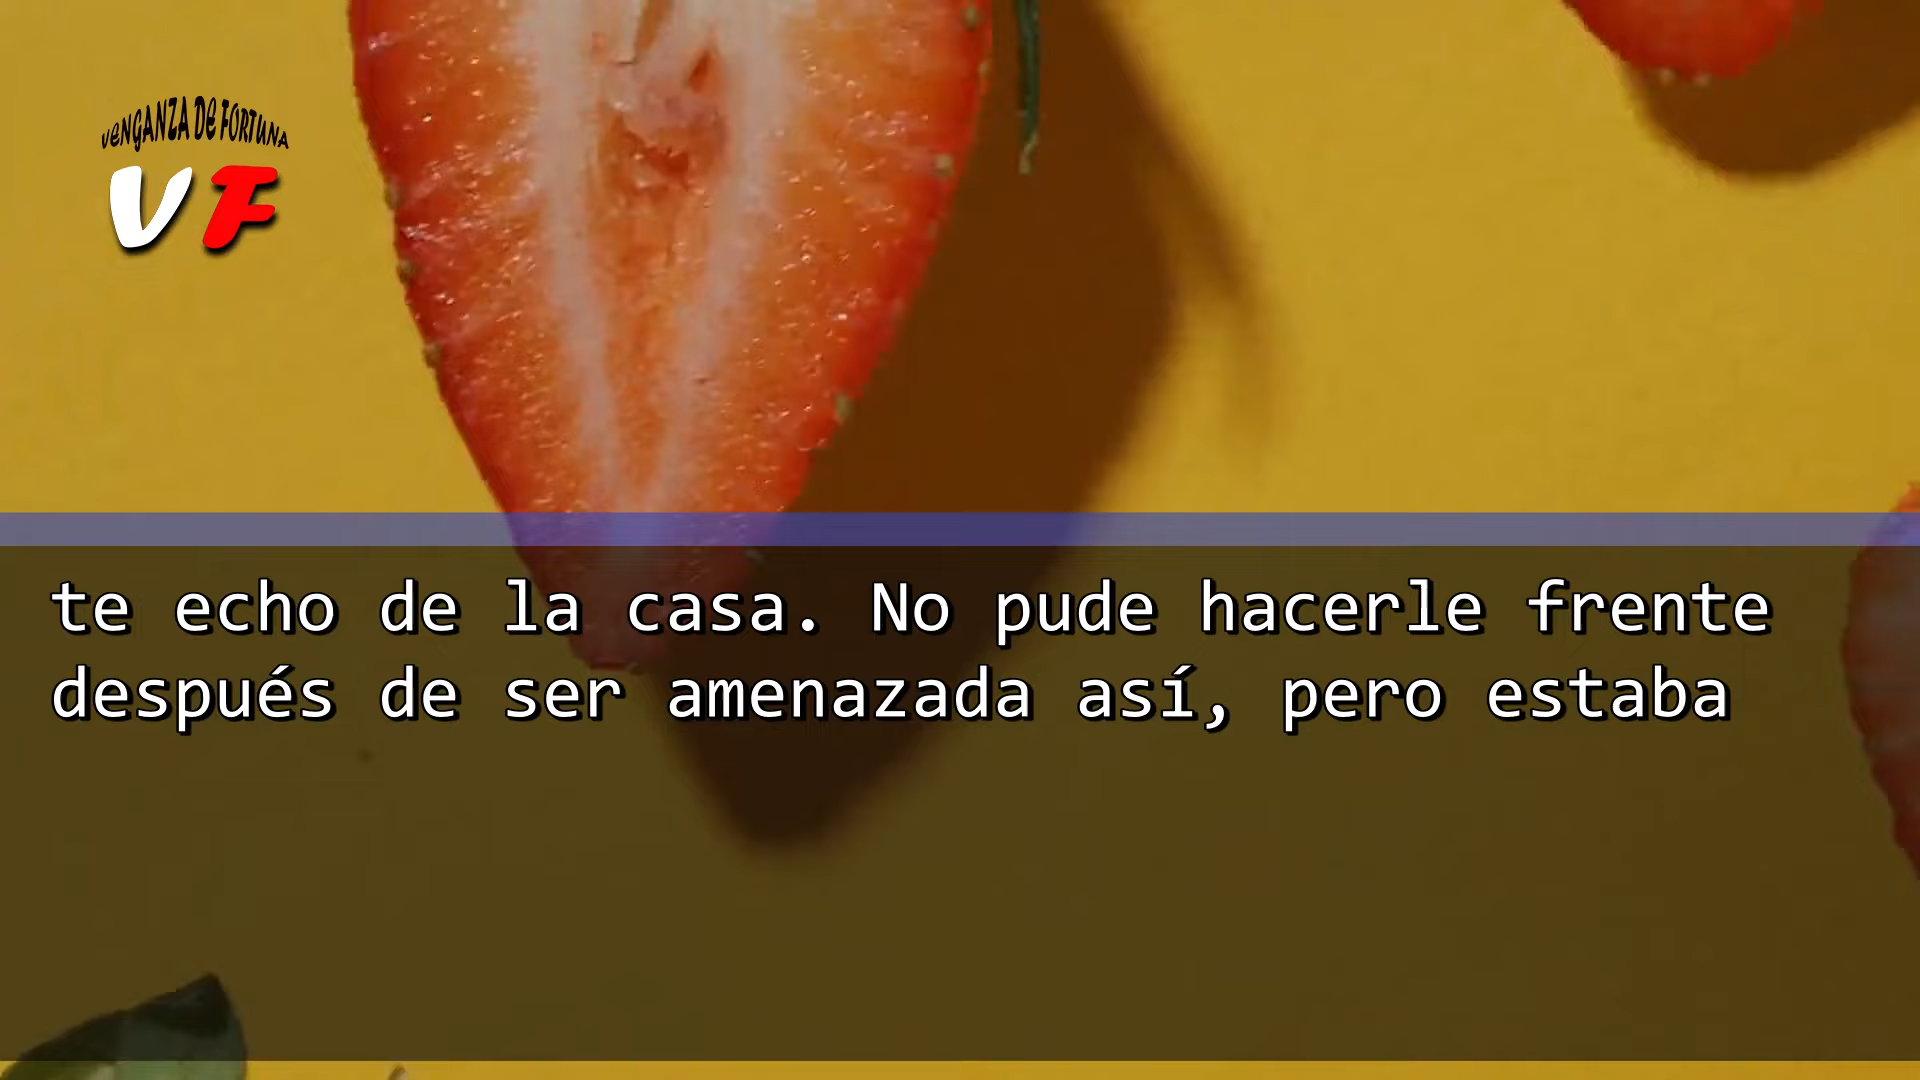 VENGANZA DE FORTUNA
VF
te echo de la casa. No pude hacerle frente
después de ser amenazada así, pero estaba